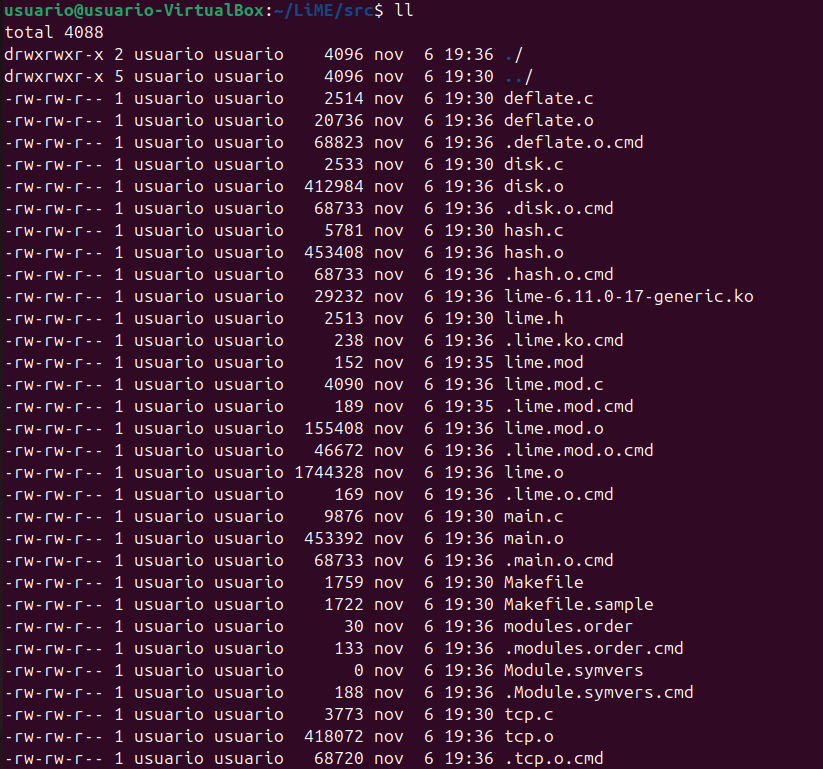 usuario@usuario-VirtualBox:~/LiME/src$ ll
total 4088
drwxrwxr-x 2 usuario usuario    4096 nov  6 19:36 ./
drwxrwxr-x 5 usuario usuario    4096 nov  6 19:30 ../
-rw-rw-r-- 1 usuario usuario    2514 nov  6 19:30 deflate.c
-rw-rw-r-- 1 usuario usuario   20736 nov  6 19:36 deflate.o
-rw-rw-r-- 1 usuario usuario   68823 nov  6 19:36 .deflate.o.cmd
-rw-rw-r-- 1 usuario usuario    2533 nov  6 19:30 disk.c
-rw-rw-r-- 1 usuario usuario  412984 nov  6 19:36 disk.o
-rw-rw-r-- 1 usuario usuario   68733 nov  6 19:36 .disk.o.cmd
-rw-rw-r-- 1 usuario usuario    5781 nov  6 19:30 hash.c
-rw-rw-r-- 1 usuario usuario  453408 nov  6 19:36 hash.o
-rw-rw-r-- 1 usuario usuario   68733 nov  6 19:36 .hash.o.cmd
-rw-rw-r-- 1 usuario usuario   29232 nov  6 19:36 lime-6.11.0-17-generic.ko
-rw-rw-r-- 1 usuario usuario    2513 nov  6 19:30 lime.h
-rw-rw-r-- 1 usuario usuario     238 nov  6 19:36 .lime.ko.cmd
-rw-rw-r-- 1 usuario usuario     152 nov  6 19:35 lime.mod
-rw-rw-r-- 1 usuario usuario    4090 nov  6 19:36 lime.mod.c
-rw-rw-r-- 1 usuario usuario     189 nov  6 19:35 .lime.mod.cmd
-rw-rw-r-- 1 usuario usuario  155408 nov  6 19:36 lime.mod.o
-rw-rw-r-- 1 usuario usuario   46672 nov  6 19:36 .lime.mod.o.cmd
-rw-rw-r-- 1 usuario usuario 1744328 nov  6 19:36 lime.o
-rw-rw-r-- 1 usuario usuario     169 nov  6 19:36 .lime.o.cmd
-rw-rw-r-- 1 usuario usuario    9876 nov  6 19:30 main.c
-rw-rw-r-- 1 usuario usuario  453392 nov  6 19:36 main.o
-rw-rw-r-- 1 usuario usuario   68733 nov  6 19:36 .main.o.cmd
-rw-rw-r-- 1 usuario usuario    1759 nov  6 19:30 Makefile
-rw-rw-r-- 1 usuario usuario    1722 nov  6 19:30 Makefile.sample
-rw-rw-r-- 1 usuario usuario      30 nov  6 19:36 modules.order
-rw-rw-r-- 1 usuario usuario     133 nov  6 19:36 .modules.order.cmd
-rw-rw-r-- 1 usuario usuario       0 nov  6 19:36 Module.symvers
-rw-rw-r-- 1 usuario usuario     188 nov  6 19:36 .Module.symvers.cmd
-rw-rw-r-- 1 usuario usuario    3773 nov  6 19:30 tcp.c
-rw-rw-r-- 1 usuario usuario  418072 nov  6 19:36 tcp.o
-rw-rw-r-- 1 usuario usuario   68720 nov  6 19:36 .tcp.o.cmd